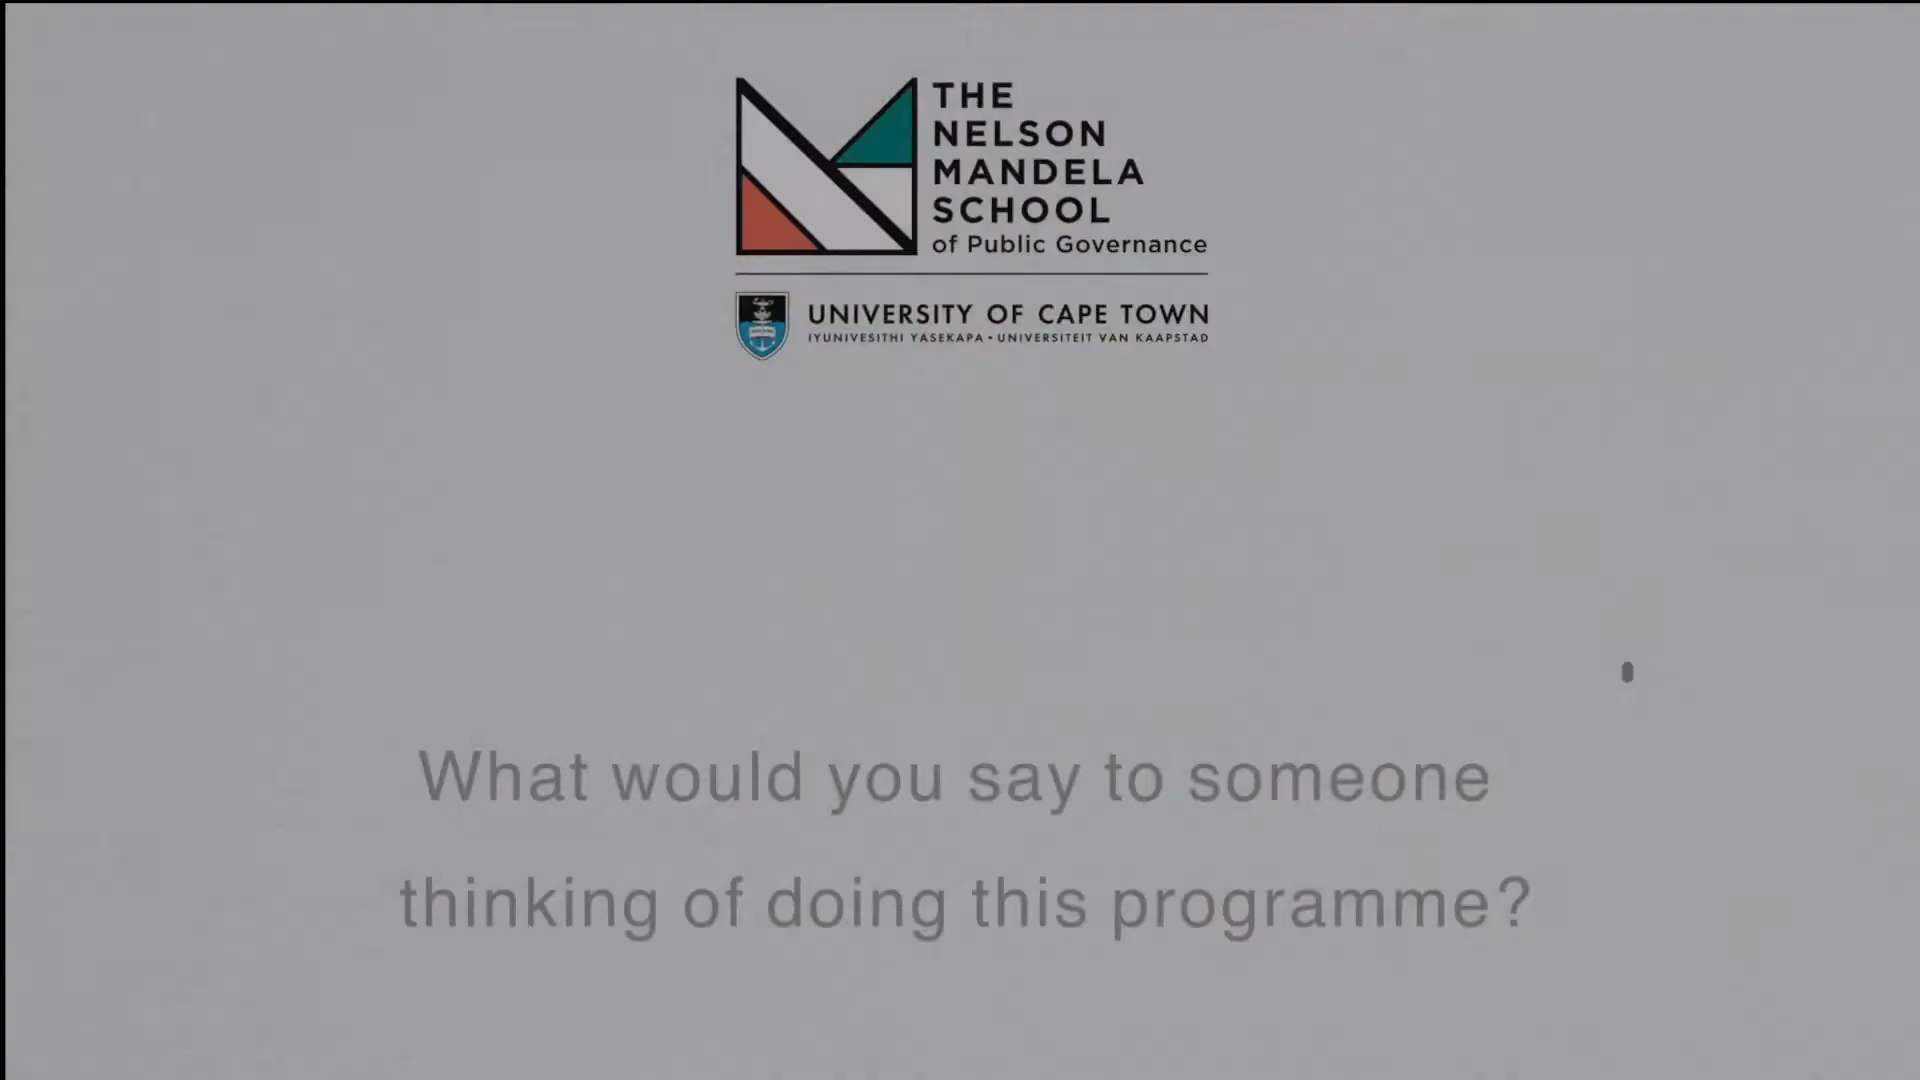 THE
NELSON
MANDELA
SCHOOL
of Public Governance
UNIVERSITY OF CAPE TOWN
IYUNIVESITHI YASEKAPA • UNIVERSITEIT VAN KAAPSTAD
What would you say to someone
thinking of doing this programme?